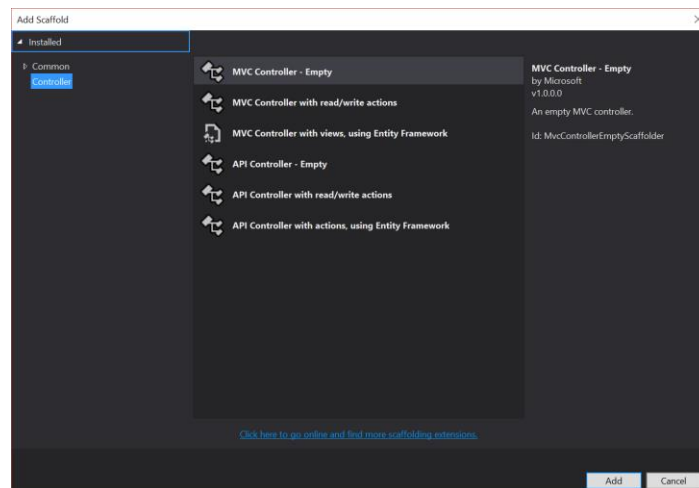 Add Scaffold
Installed
Common
Controller
MVC Controller - Empty
MVC Controller with read/write actions
MVC Controller with views, using Entity Framework
API Controller - Empty
API Controller with read/write actions
API Controller with actions, using Entity Framework
Click here to go online and find more scaffolding extensions.
MVC Controller - Empty
by Microsoft
v1.0.0.0
An empty MVC controller.
Id: MvcControllerEmptyScaffolder
Add
Cancel